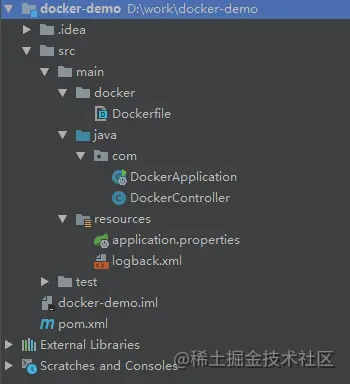 docker-demo D:\work\docker-demo
.idea
src
main
docker
Dockerfile
java
com
DockerApplication
DockerController
resources
application.properties
logback.xml
test
docker-demo.iml
pom.xml
External Libraries
Scratches and Consoles
@稀土掘金技术社区